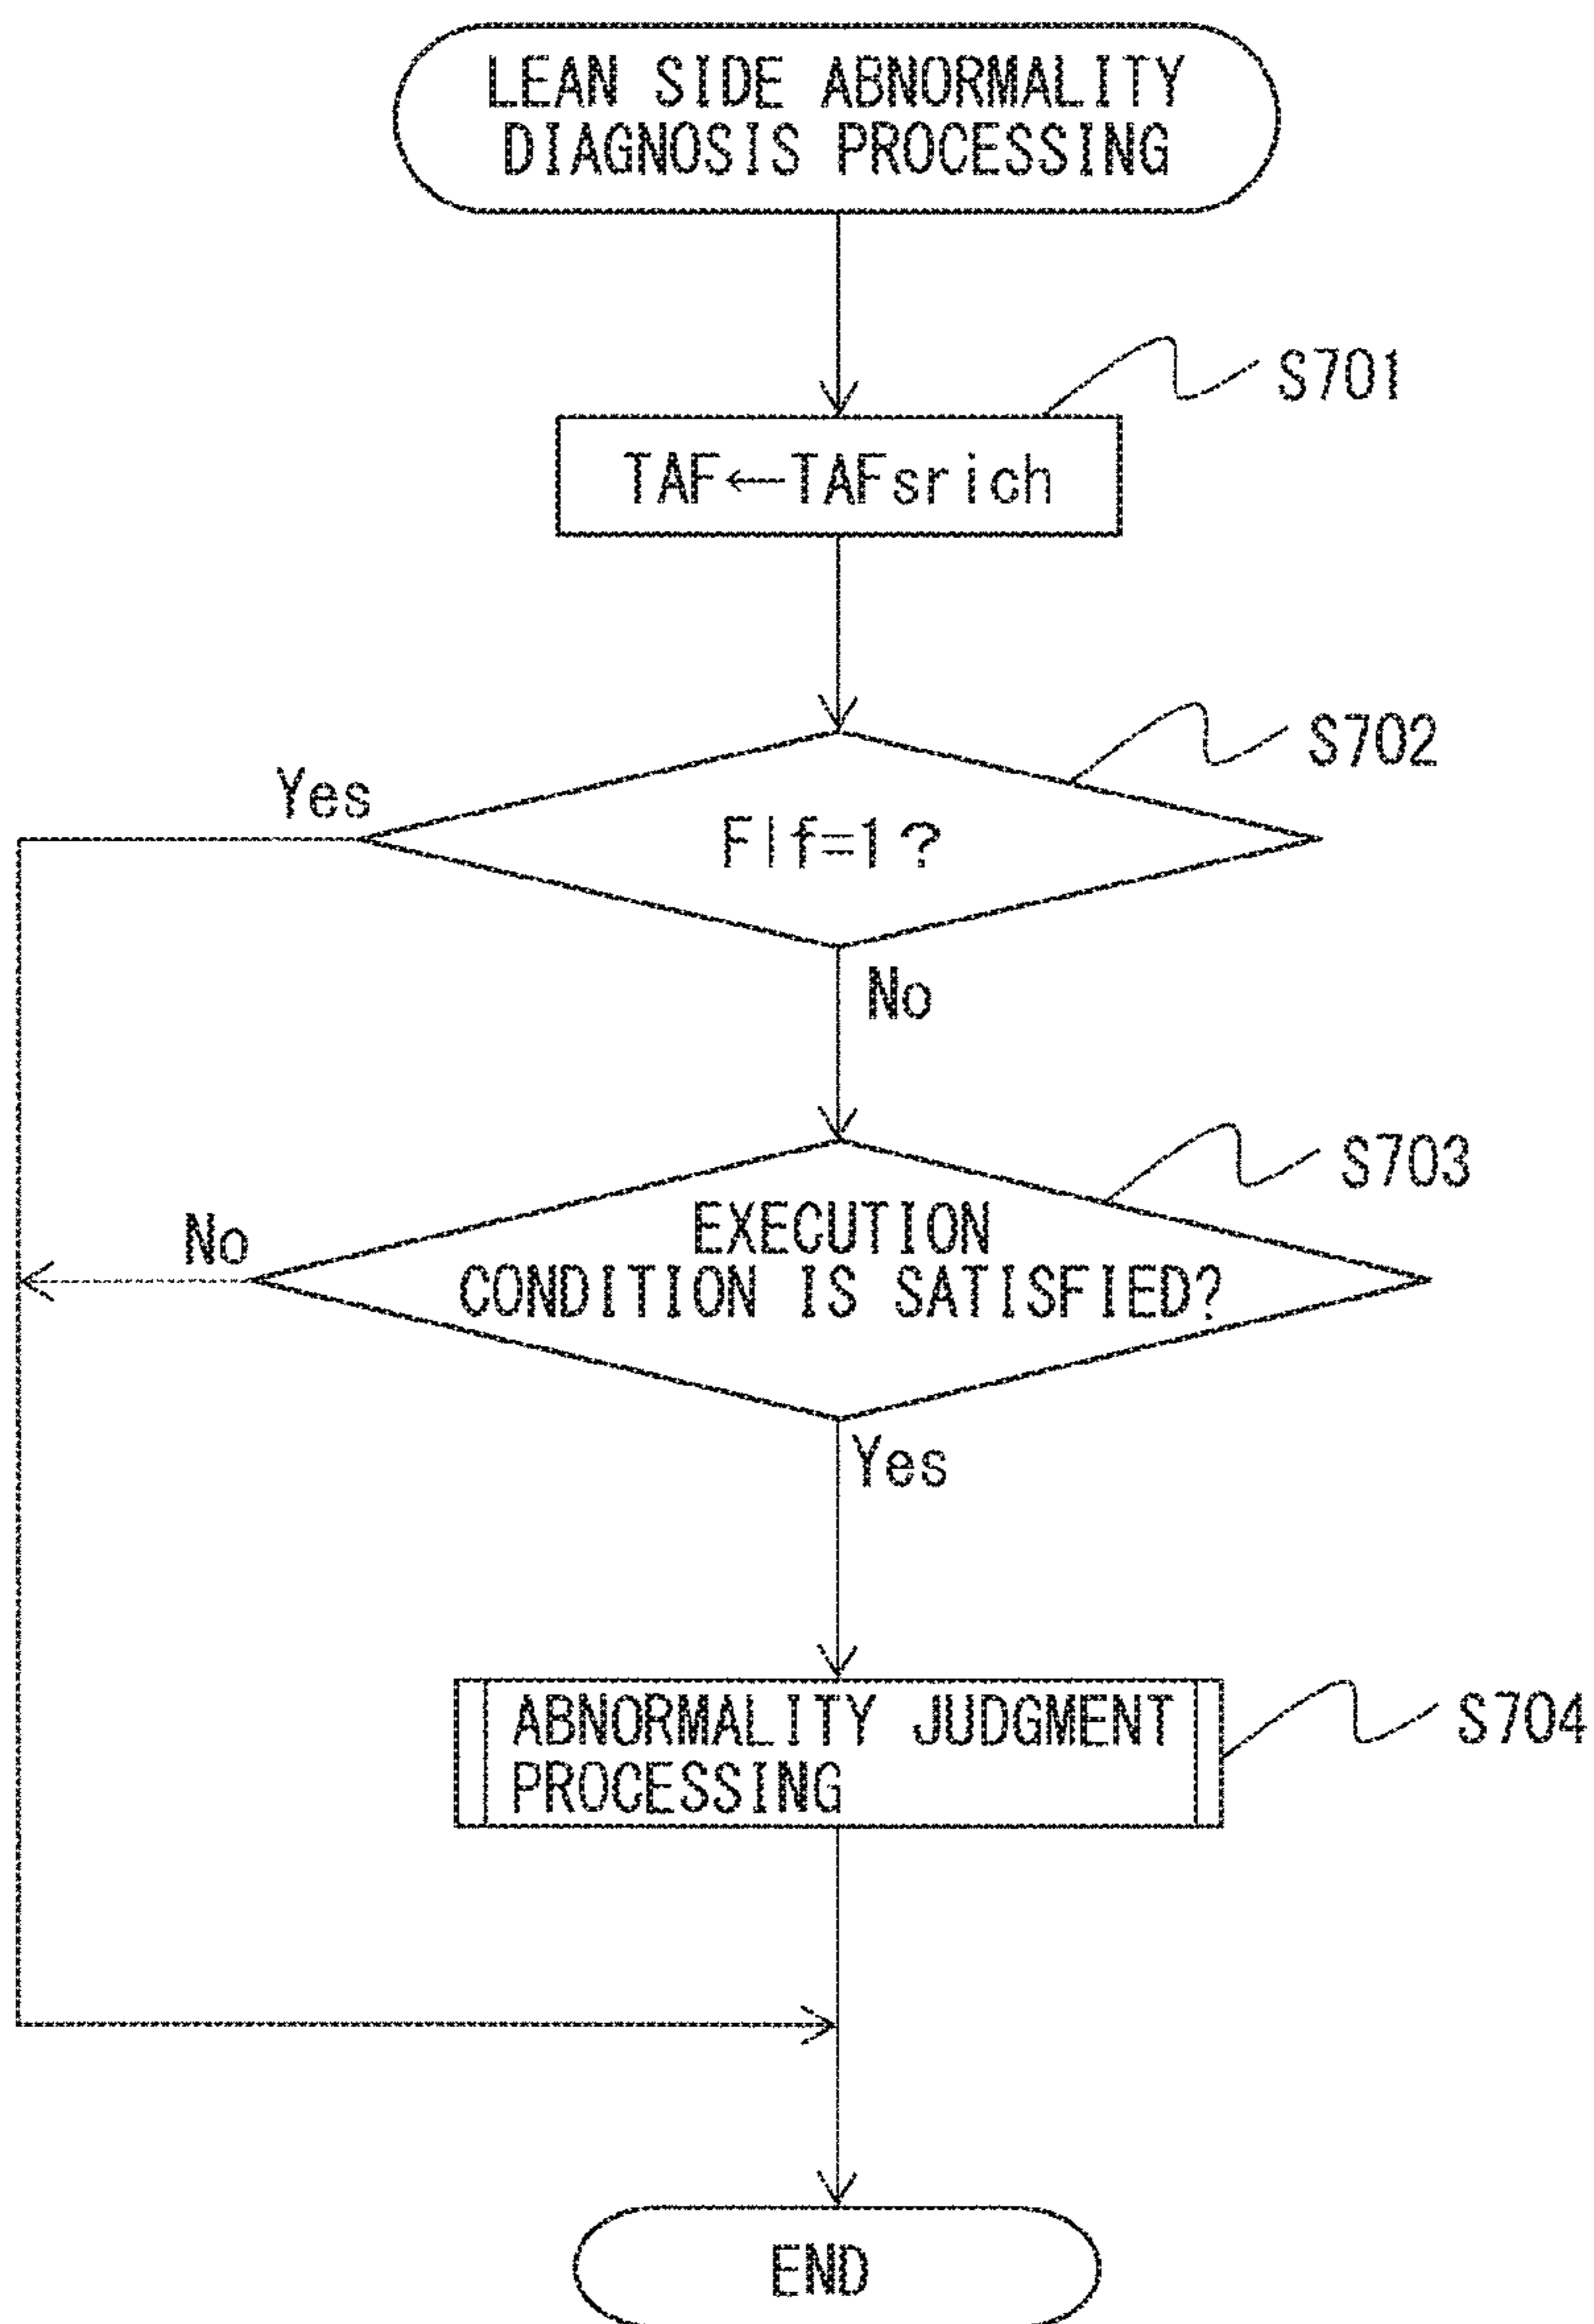 LEAN SIDE ABNORMALITY
DIAGNOSIS PROCESSING
S701
TAF←TAFsrich
S702
Yes
Flf=1?
No
S703
No
EXECUTION
CONDITION IS SATISFIED?
Yes
ABNORMALITY JUDGMENT
PROCESSING
S704
END